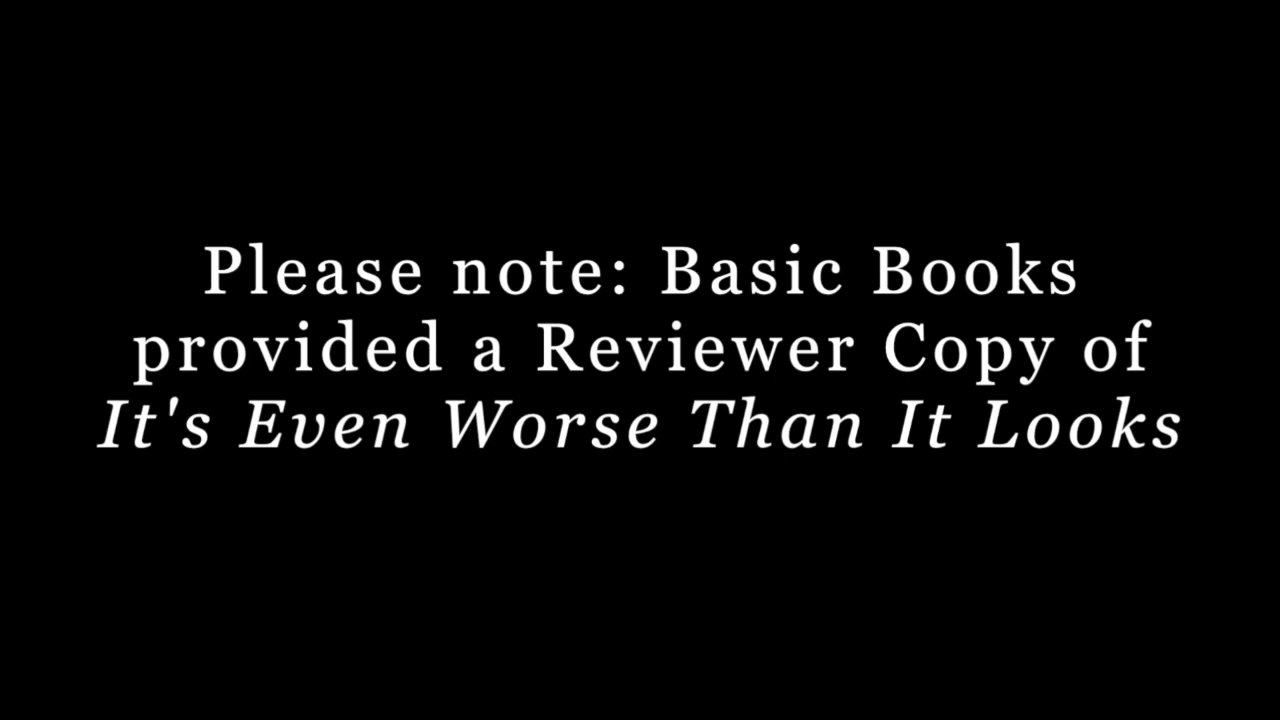 Please note: Basic Books
provided a Reviewer Copy of
It's Even Worse Than It Looks